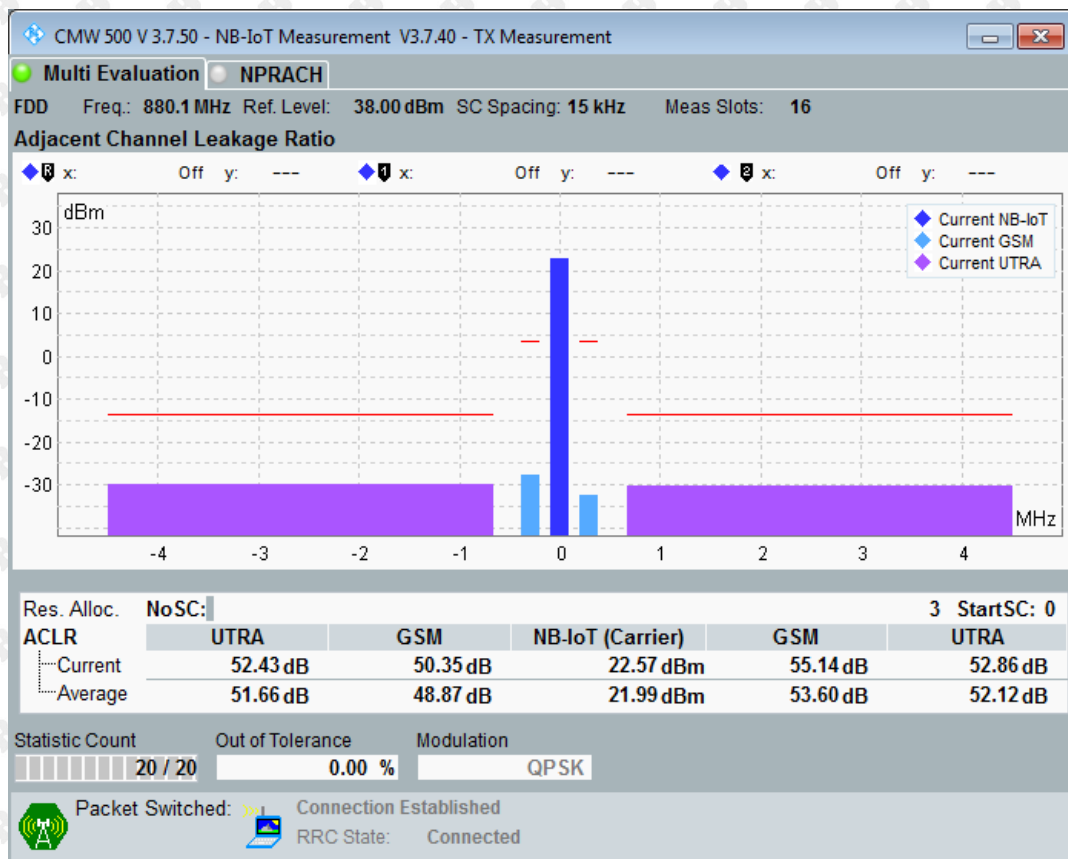 CMW 500 V 3.7.50 - NB-IoT Measurement V3.7.40 - TX Measurement
Multi Evaluation NPRACH
FDD Freq.: 880.1 MHz Ref. Level: 38.00 dBm SC Spacing: 15 kHz Meas Slots: 16
Adjacent Channel Leakage Ratio
R x: Off y: --- 1 x: Off y: --- 2 x: Off y: ---
dBm
Current NB-IoT
Current GSM
Current UTRA
30
20
10
0
-10
-20
-30
MHz
-4 -3 -2 -1 0 1 2 3 4
Res. Alloc. NoSC: 3 StartSC: 0
ACLR UTRA GSM NB-IoT (Carrier) GSM UTRA
Current 52.43 dB 50.35 dB 22.57 dBm 55.14 dB 52.86 dB
Average 51.66 dB 48.87 dB 21.99 dBm 53.60 dB 52.12 dB
Statistic Count Out of Tolerance Modulation
20 / 20 0.00 % QPSK
Packet Switched: Connection Established
RRC State: Connected